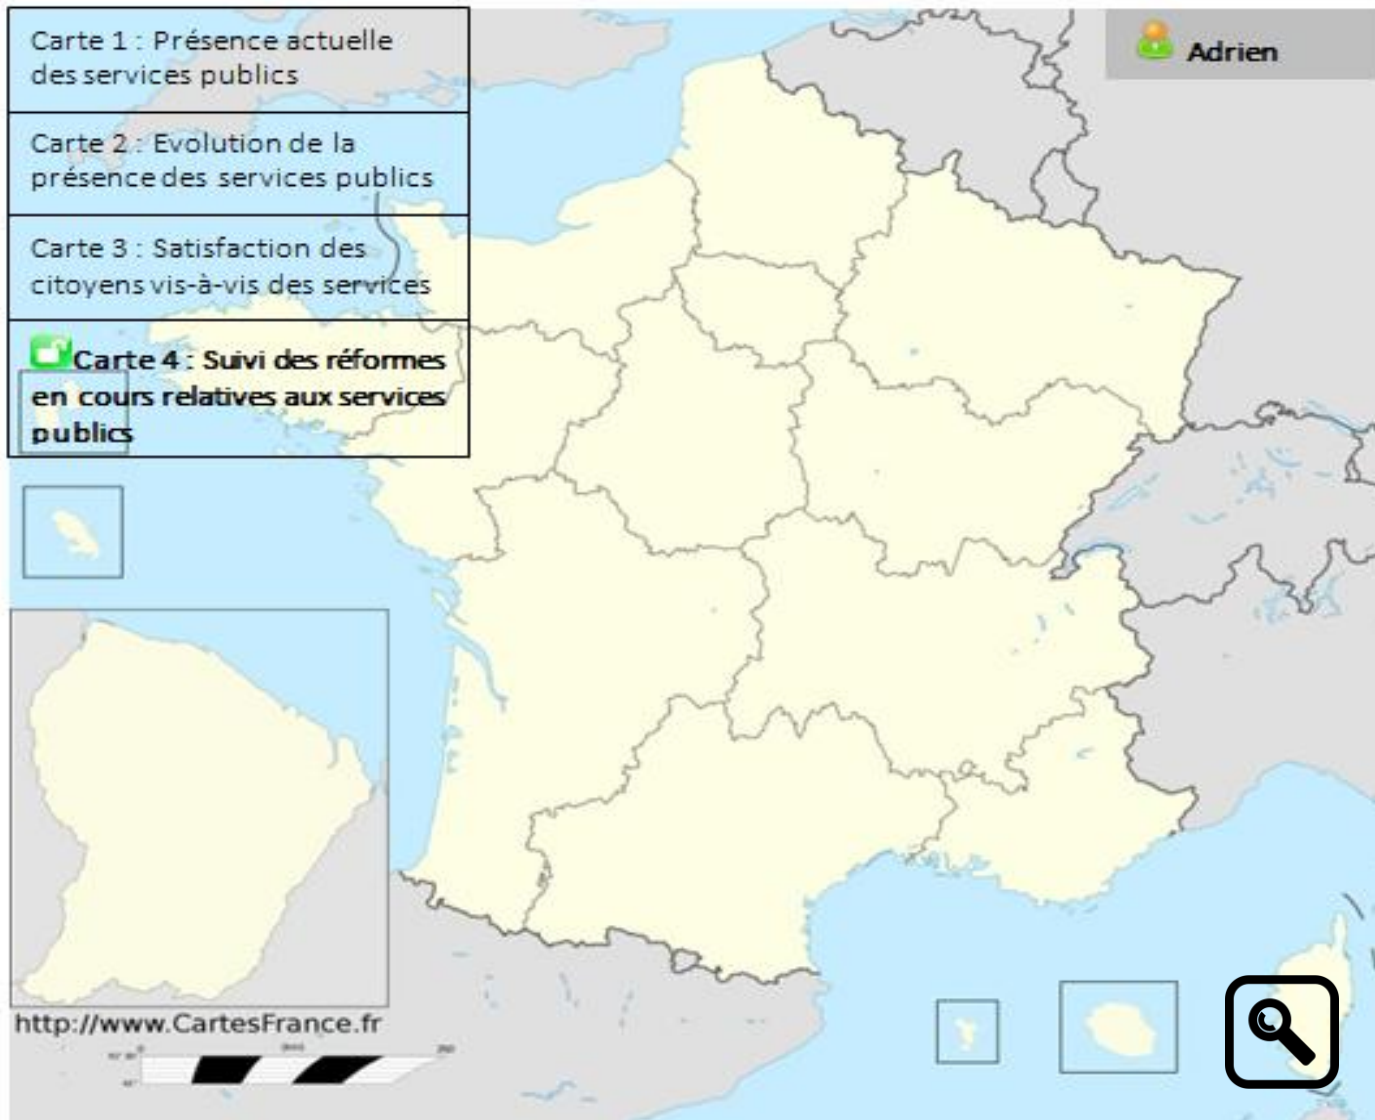 Carte 1 : Présence actuelle
des services publics
Adrien
Carte 2 : Evolution de la
présence des services publics
Carte 3 : Satisfaction des
citoyens vis-à-vis des services
Carte 4 : Suivi des réformes
en cours relatives aux services
publics
http://www.CartesFrance.fr